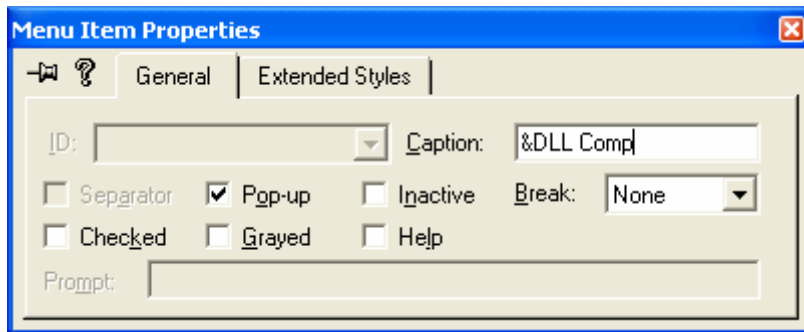 Menu Item Properties
General Extended Styles
ID: Caption: &DLL Comp
Separator Pop-up Inactive Break: None
Checked Grayed Help
Prompt: